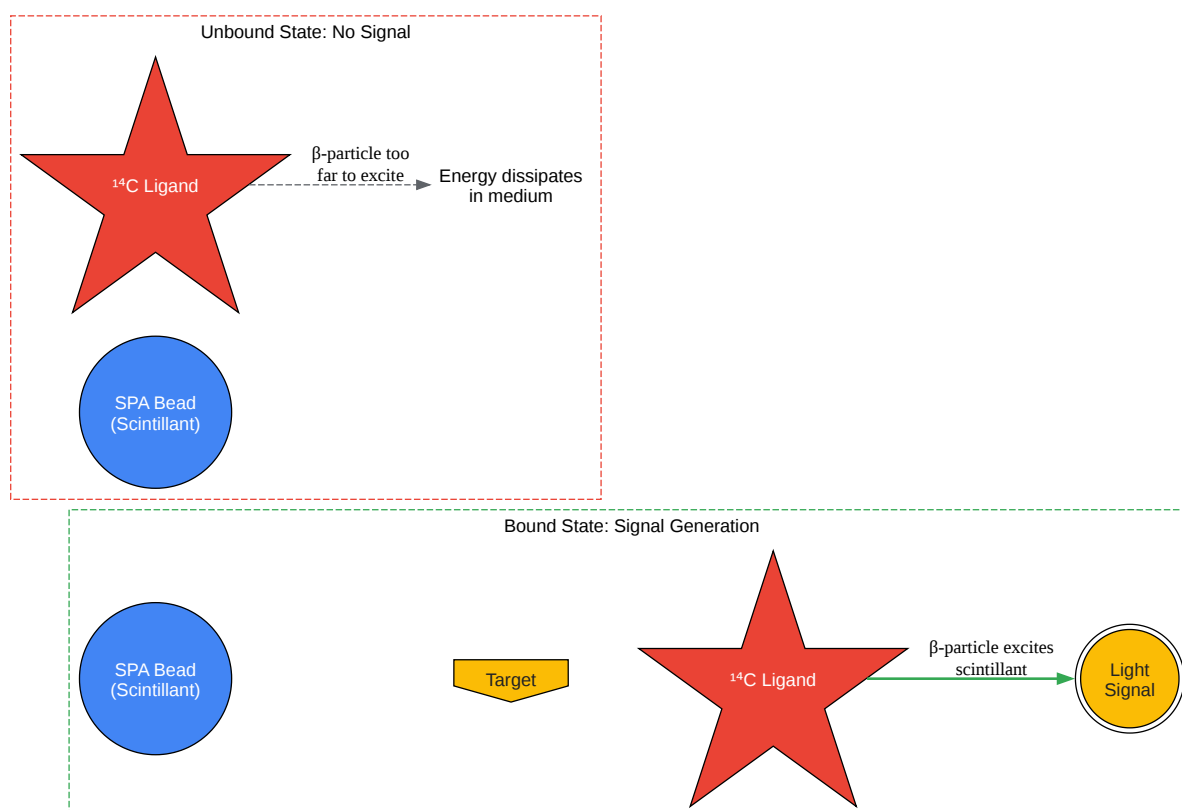 Unbound State: No Signal
¹⁴C Ligand
β-particle too
far to excite
Energy dissipates
in medium
SPA Bead
(Scintillant)
Bound State: Signal Generation
SPA Bead
(Scintillant)
Target
¹⁴C Ligand
β-particle excites
scintillant
Light
Signal